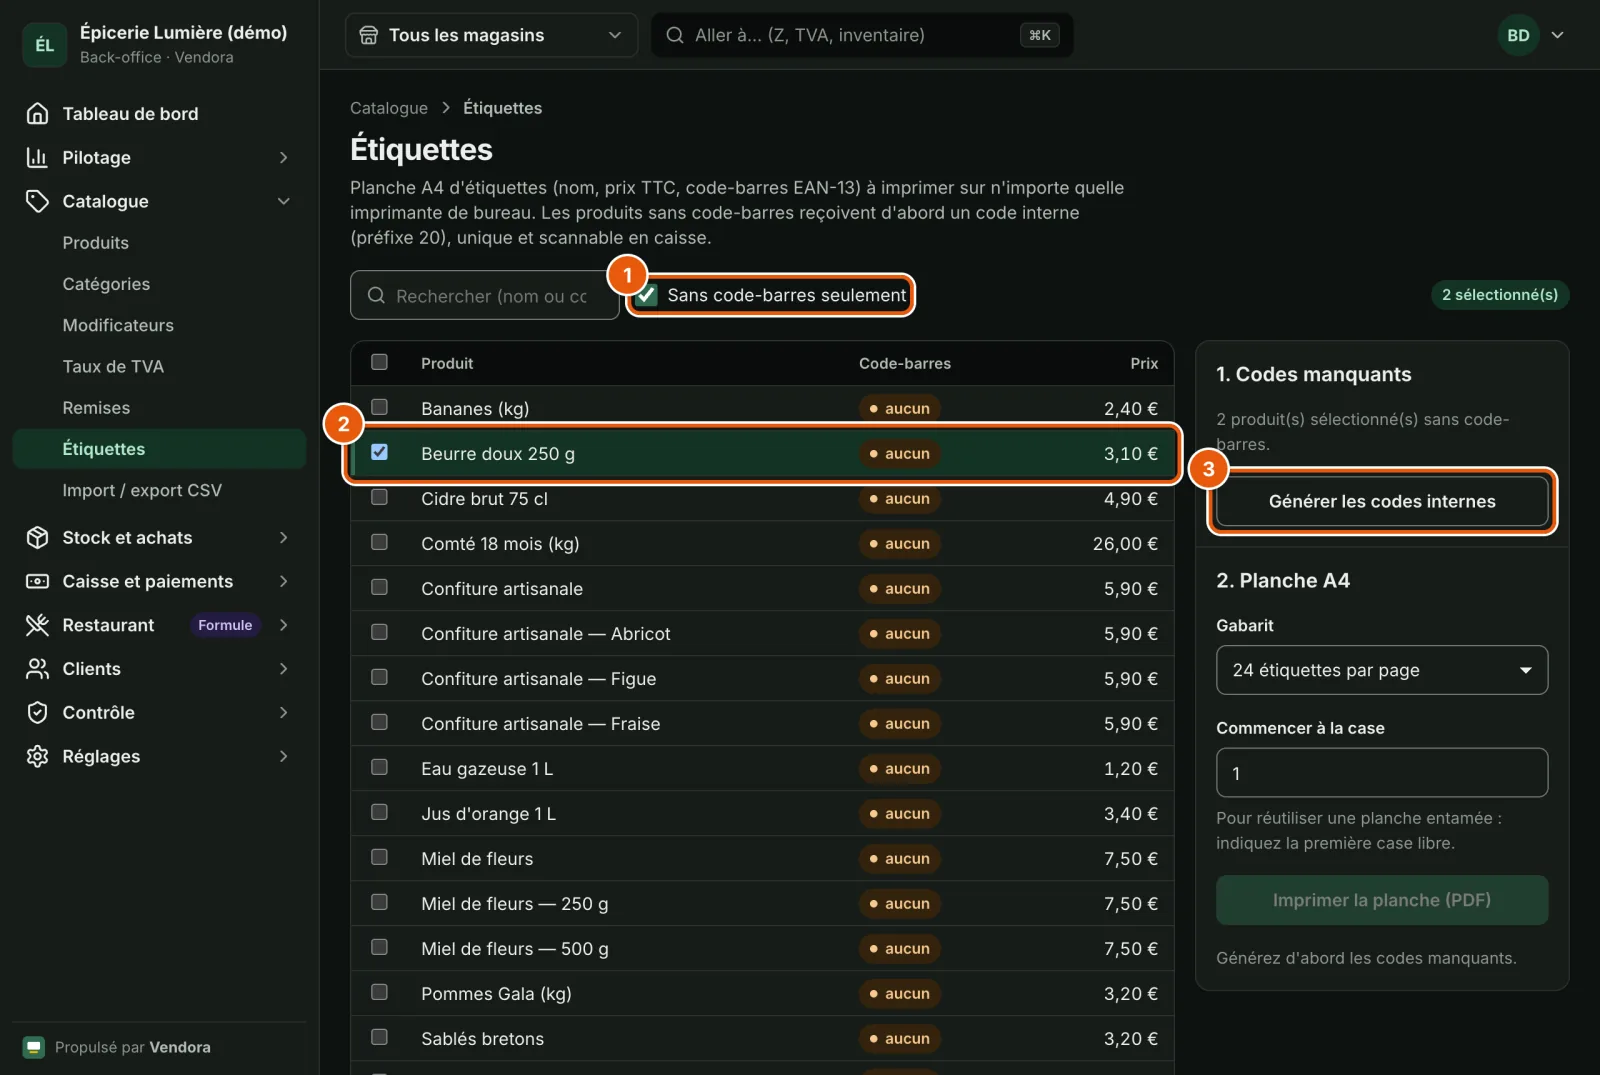 ÉL
Épicerie Lumière (démo)
Back-office · Vendora
Tous les magasins
Aller à... (Z, TVA, inventaire)
⌘K
BD
Tableau de bord
Pilotage
Catalogue
Produits
Catégories
Modificateurs
Taux de TVA
Remises
Étiquettes
Import / export CSV
Stock et achats
Caisse et paiements
Restaurant
Formule
Clients
Contrôle
Réglages
Propulsé par Vendora
Catalogue > Étiquettes
Étiquettes
Planche A4 d'étiquettes (nom, prix TTC, code-barres EAN-13) à imprimer sur n'importe quelle
imprimante de bureau. Les produits sans code-barres reçoivent d'abord un code interne
(préfixe 20), unique et scannable en caisse.
Rechercher (nom ou cc
1
Sans code-barres seulement
2 sélectionné(s)
Produit Code-barres Prix
Bananes (kg) aucun 2,40 €
2
Beurre doux 250 g aucun 3,10 €
Cidre brut 75 cl aucun 4,90 €
Comté 18 mois (kg) aucun 26,00 €
Confiture artisanale aucun 5,90 €
Confiture artisanale — Abricot aucun 5,90 €
Confiture artisanale — Figue aucun 5,90 €
Confiture artisanale — Fraise aucun 5,90 €
Eau gazeuse 1 L aucun 1,20 €
Jus d'orange 1 L aucun 3,40 €
Miel de fleurs aucun 7,50 €
Miel de fleurs — 250 g aucun 7,50 €
Miel de fleurs — 500 g aucun 7,50 €
Pommes Gala (kg) aucun 3,20 €
Sablés bretons aucun 3,20 €
1. Codes manquants
2 produit(s) sélectionné(s) sans code-
barres.
3
Générer les codes internes
2. Planche A4
Gabarit
24 étiquettes par page
Commencer à la case
1
Pour réutiliser une planche entamée :
indiquez la première case libre.
Imprimer la planche (PDF)
Générez d'abord les codes manquants.